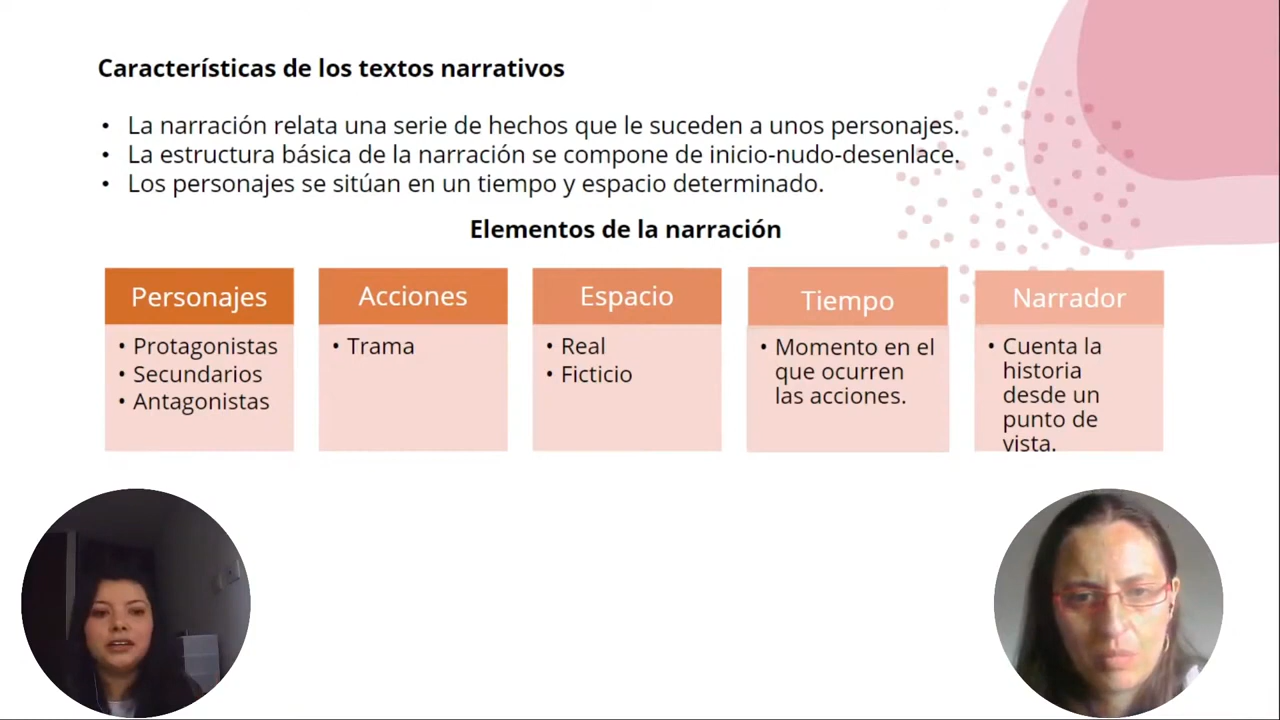 Características de los textos narrativos
• La narración relata una serie de hechos que le suceden a unos personajes.
• La estructura básica de la narración se compone de inicio-nudo-desenlace.
• Los personajes se sitúan en un tiempo y espacio determinado.
Elementos de la narración
Personajes
• Protagonistas
• Secundarios
• Antagonistas
Acciones
• Trama
Espacio
• Real
• Ficticio
Tiempo
• Momento en el
que ocurren
las acciones.
Narrador
• Cuenta la
historia
desde un
punto de
vista.